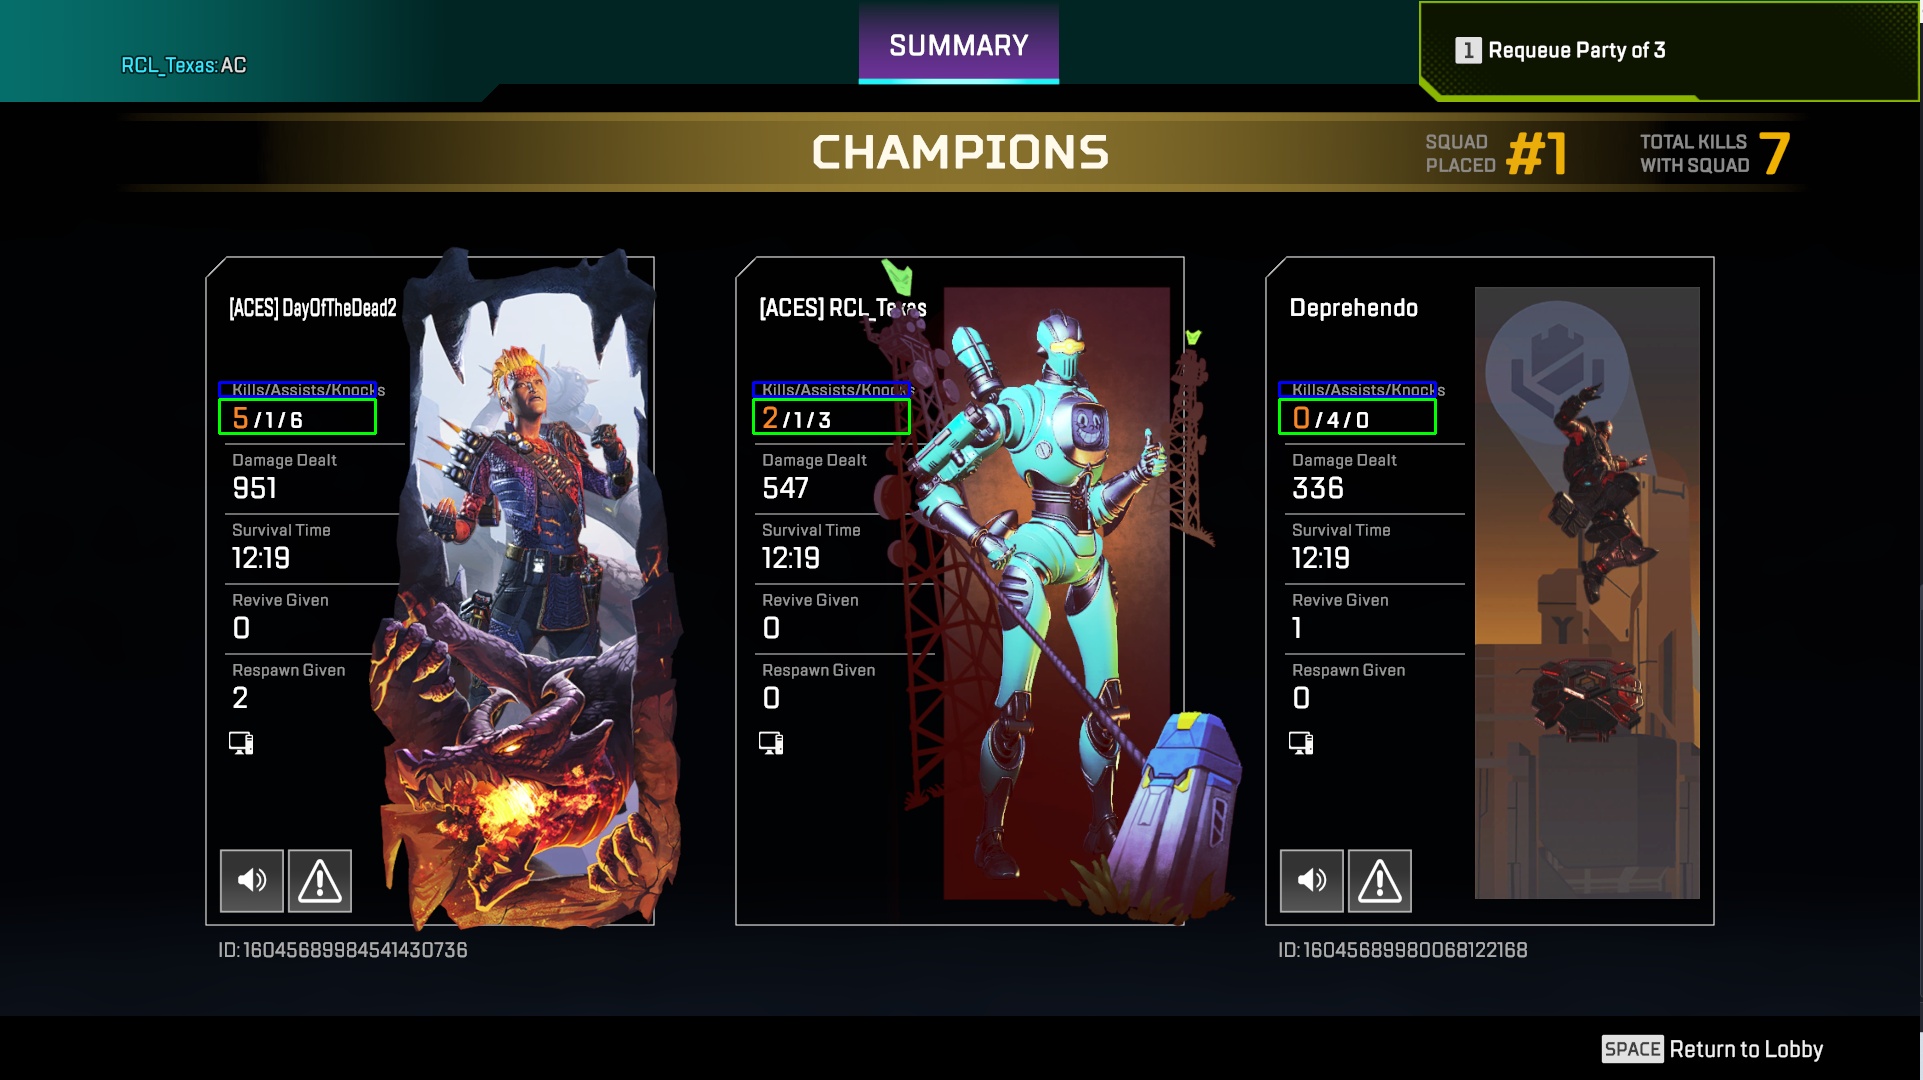 RCL_Texas: AC
SUMMARY
1 Requeue Party of 3
CHAMPIONS
SQUAD PLACED #1
TOTAL KILLS WITH SQUAD 7
[ACES] DayOfTheDead2
Kills/Assists/Knocks
5/1/6
Damage Dealt
951
Survival Time
12:19
Revive Given
0
Respawn Given
2
ID: 16045689984541430736
[ACES] RCL_Texas
Kills/Assists/Knocks
2/1/3
Damage Dealt
547
Survival Time
12:19
Revive Given
0
Respawn Given
0
Deprehendo
Kills/Assists/Knocks
0/4/0
Damage Dealt
336
Survival Time
12:19
Revive Given
1
Respawn Given
0
ID: 16045689980068122168
SPACE Return to Lobby